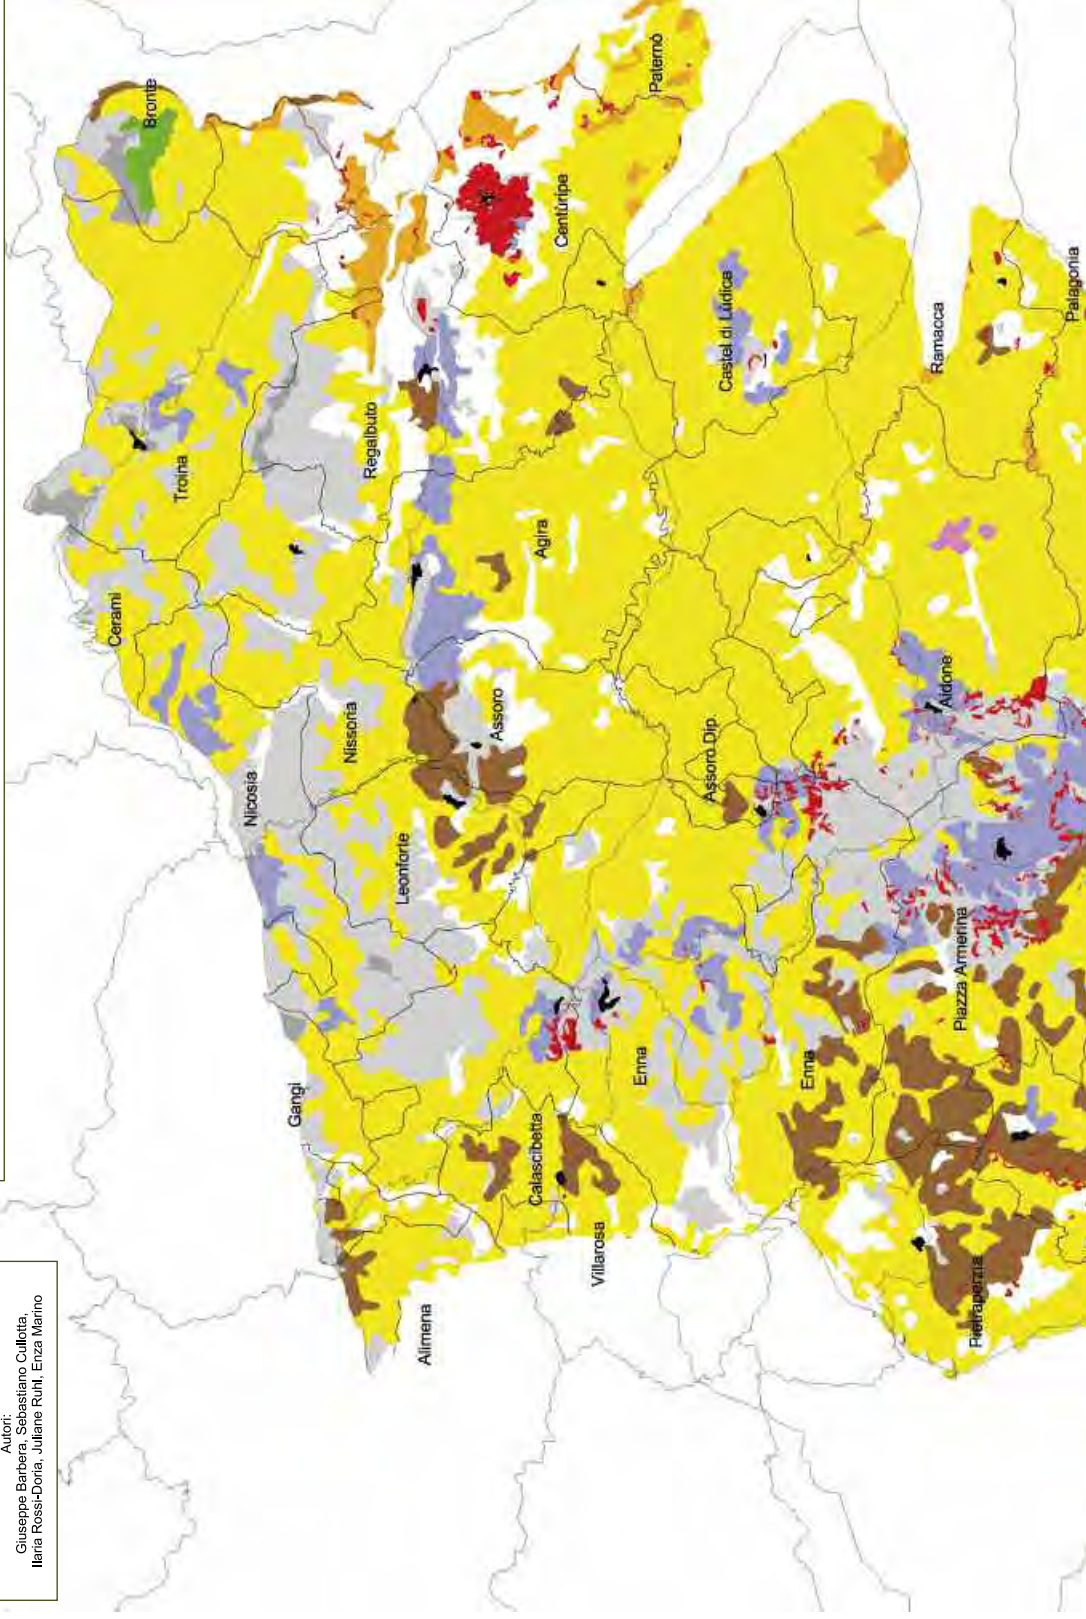 Autori:
Giuseppe Barbera, Sebastiano Cullotta,
Ilaria Rossi-Doria, Juliane Ruhl, Enza Marino
Alimena
Gangi
Nicosia
Cerami
Troina
Bronte
Leonforte
Nissoria
Regalbuto
Villarosa
Calascibetta
Assoro
Agira
Centuripe
Paternò
Enna
Assoro Dip.
Castel di Lúdica
Enna
Pietraperzia
Piazza Armerina
Aidone
Ramacca
Palagonia